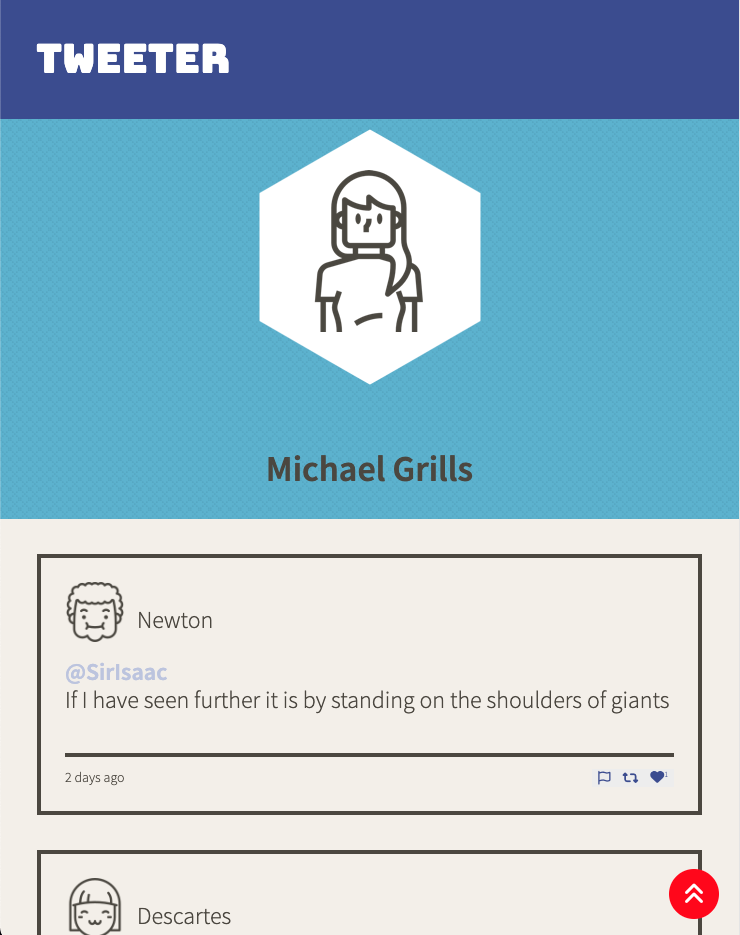 TWEETER
Michael Grills
Newton
@SirIsaac
If I have seen further it is by standing on the shoulders of giants
2 days ago
1
Descartes